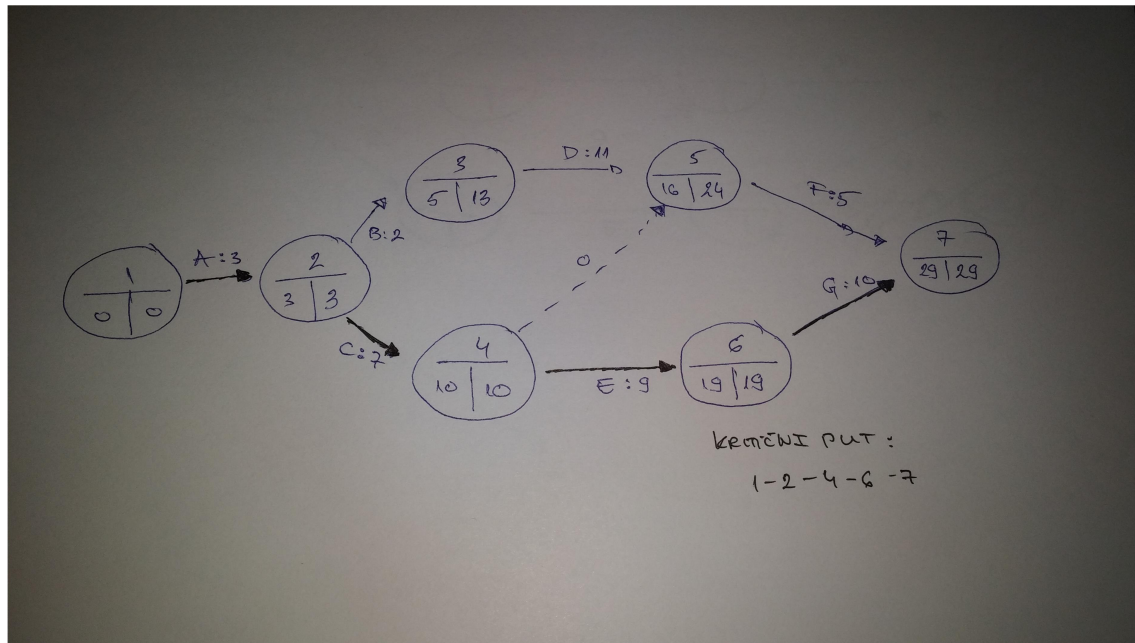 1
0 | 0
A:3
2
3 | 3
B:2
C:7
3
5 | 13
D:11
4
10 | 10
0
E:9
5
16 | 24
F:5
6
19 | 19
G:10
7
29 | 29
KRITIČNI PUT:
1-2-4-6-7